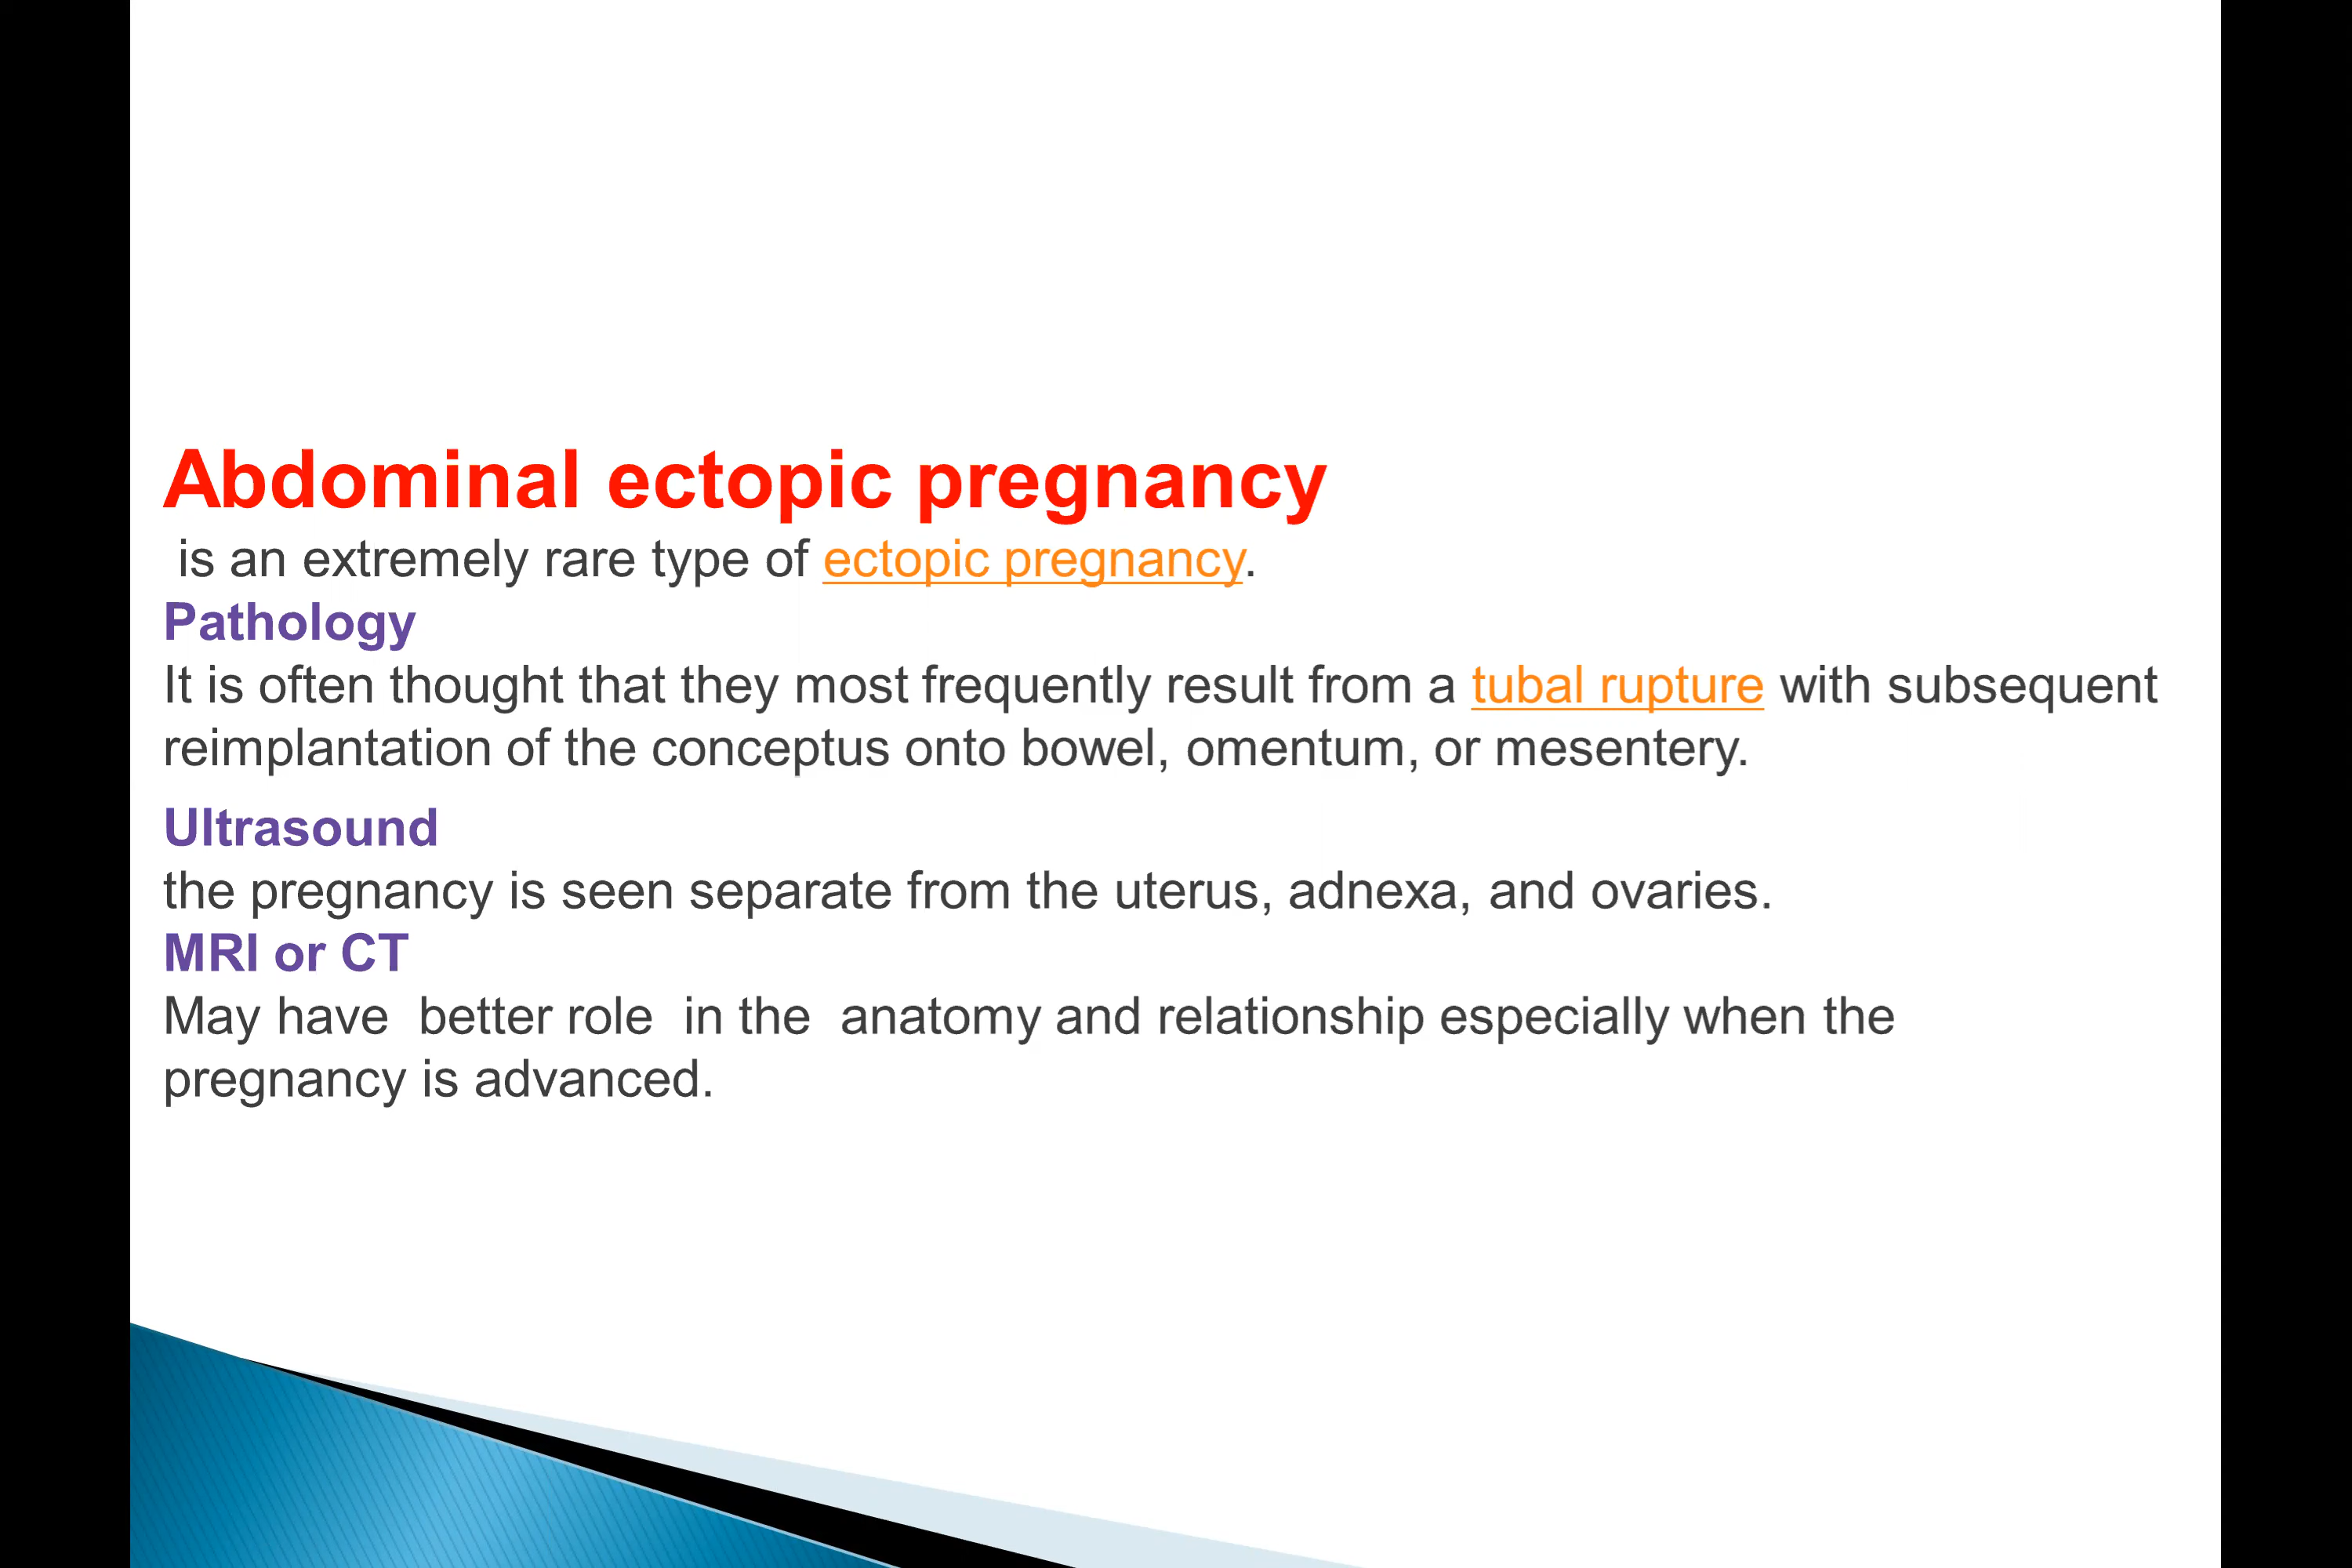 Abdominal ectopic pregnancy
is an extremely rare type of ectopic pregnancy.
Pathology
It is often thought that they most frequently result from a tubal rupture with subsequent
reimplantation of the conceptus onto bowel, omentum, or mesentery.
Ultrasound
the pregnancy is seen separate from the uterus, adnexa, and ovaries.
MRI or CT
May have  better role  in the  anatomy and relationship especially when the
pregnancy is advanced.